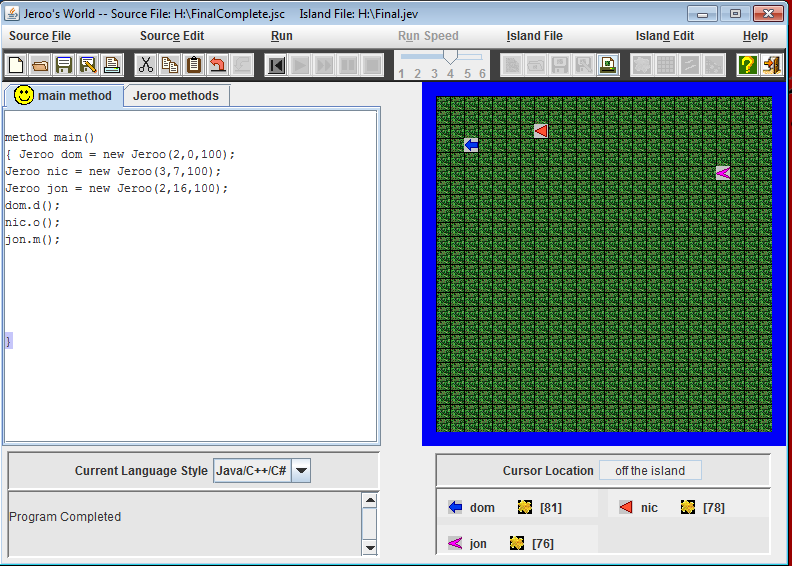 Jeroo's World -- Source File: H:\FinalComplete.jsc     Island File: H:\Final.jev
Source File Source Edit Run Run Speed Island File Island Edit Help
1 2 3 4 5 6
main method Jeroo methods
method main()
{ Jeroo dom = new Jeroo(2,0,100);
Jeroo nic = new Jeroo(3,7,100);
Jeroo jon = new Jeroo(2,16,100);
dom.d();
nic.o();
jon.m();
}
Current Language Style Java/C++/C#
Cursor Location off the island
Program Completed
dom [81] nic [78]
jon [76]